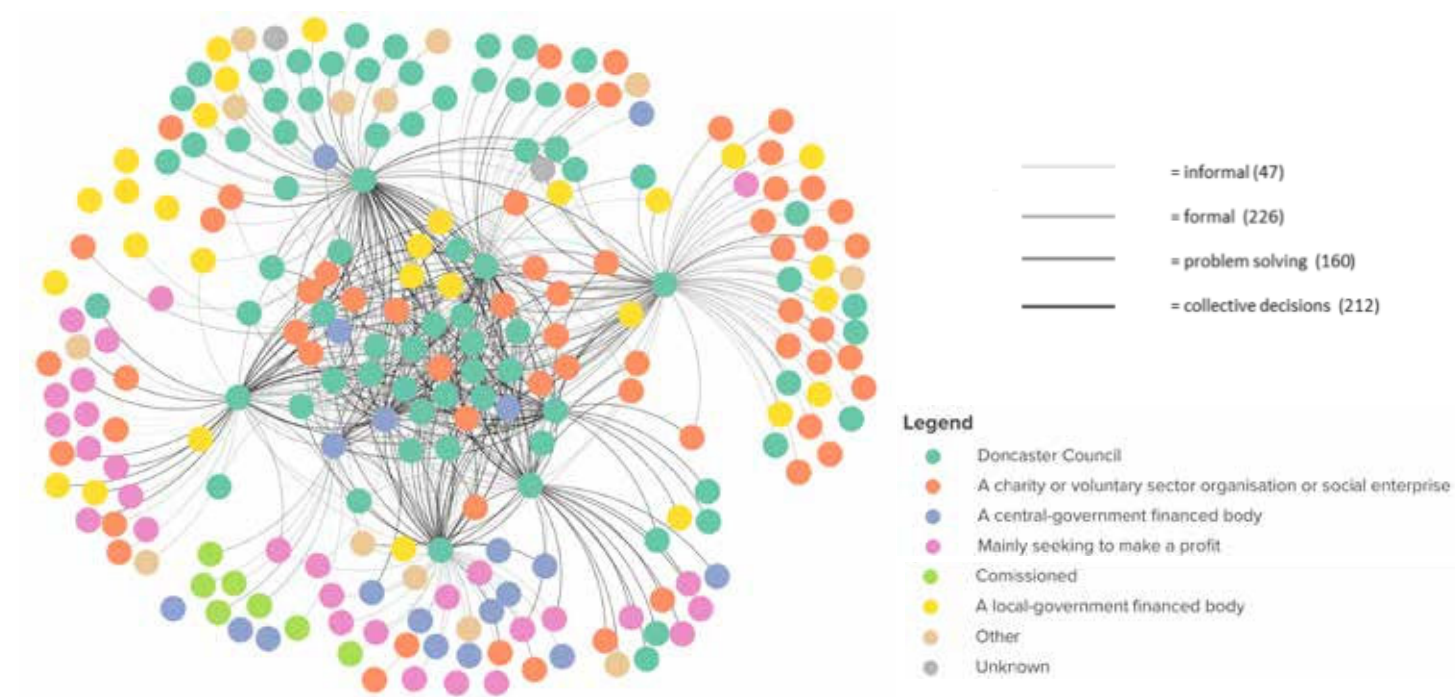 = informal (47)
= formal (226)
= problem solving (160)
= collective decisions (212)
Legend
Doncaster Council
A charity or voluntary sector organisation or social enterprise
A central-government financed body
Mainly seeking to make a profit
Comissioned
A local-government financed body
Other
Unknown